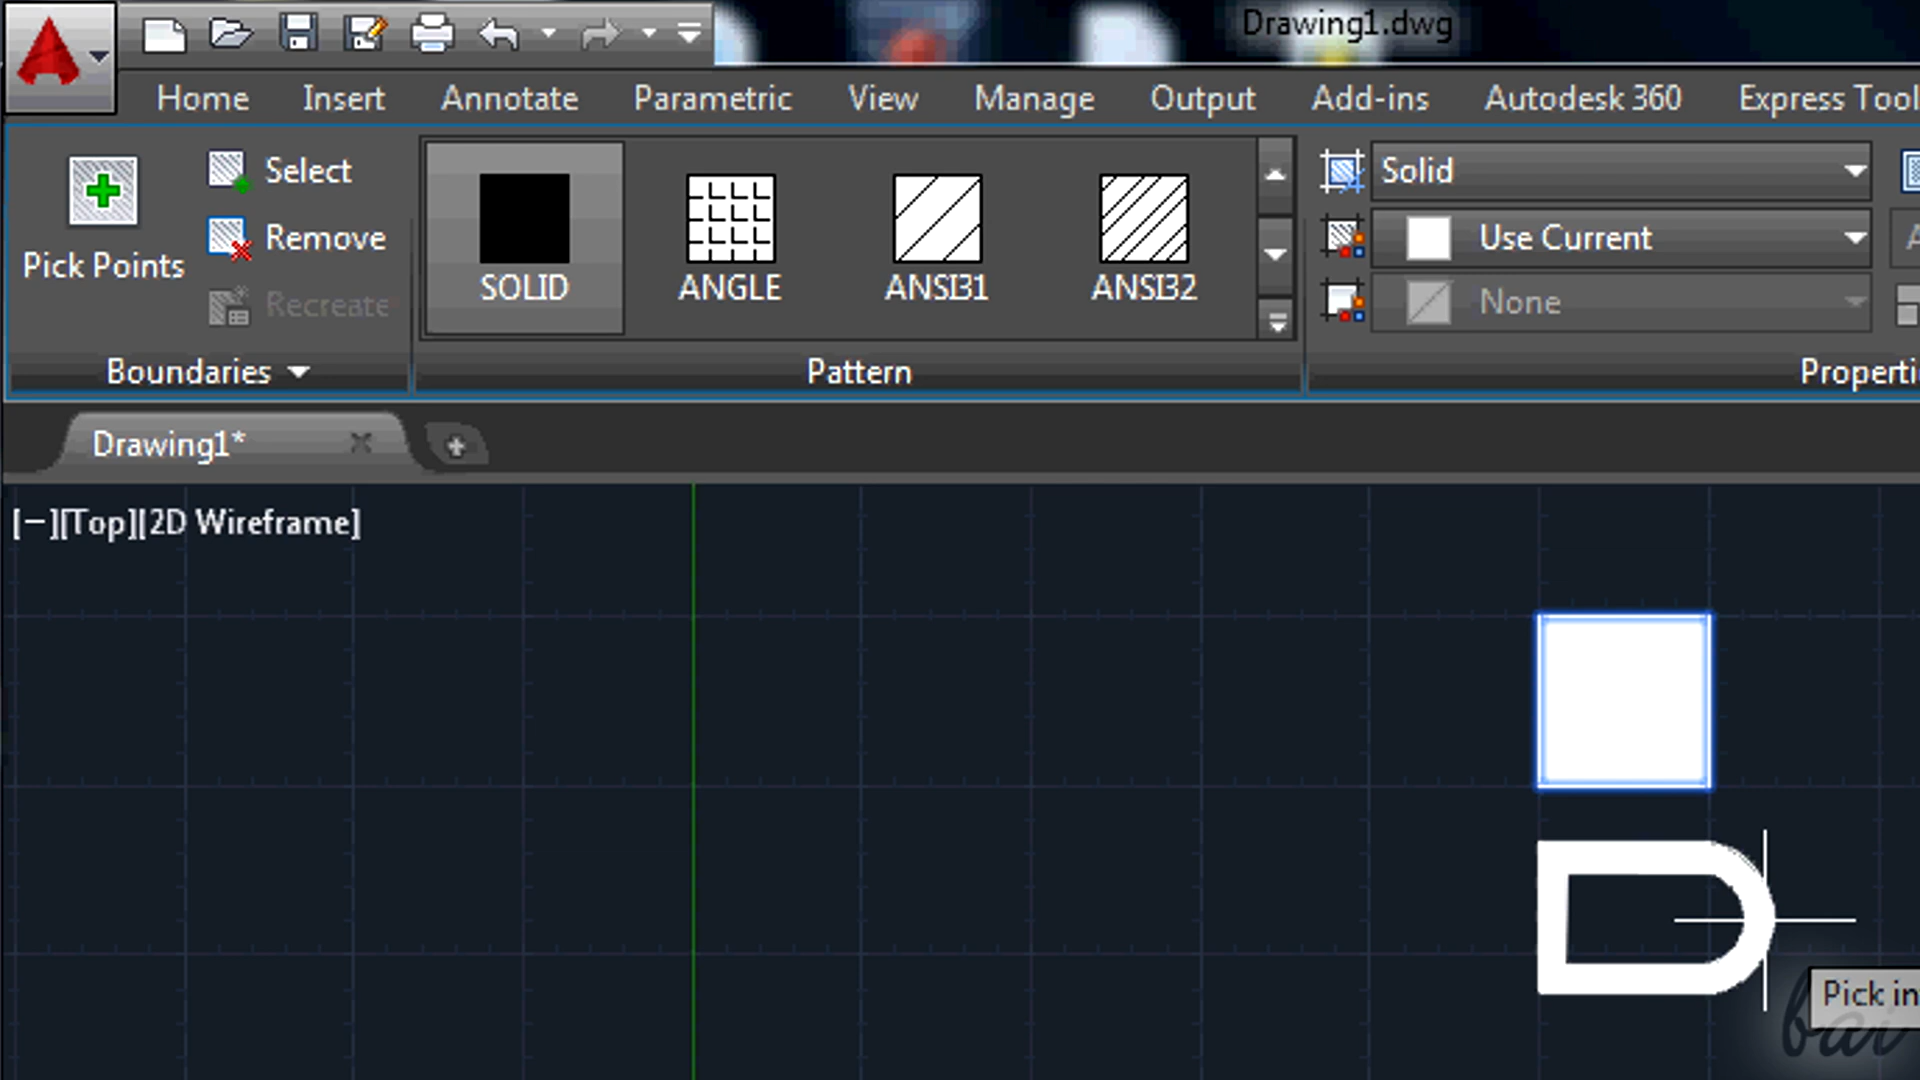 Drawing1.dwg
Home Insert Annotate Parametric View Manage Output Add-ins Autodesk 360 Express Tool
Pick Points
Select
Remove
Recreate
SOLID ANGLE ANSI31 ANSI32
Solid
Use Current
None
Boundaries Pattern Properti
Drawing1*
[−][Top][2D Wireframe]
Pick in
bai